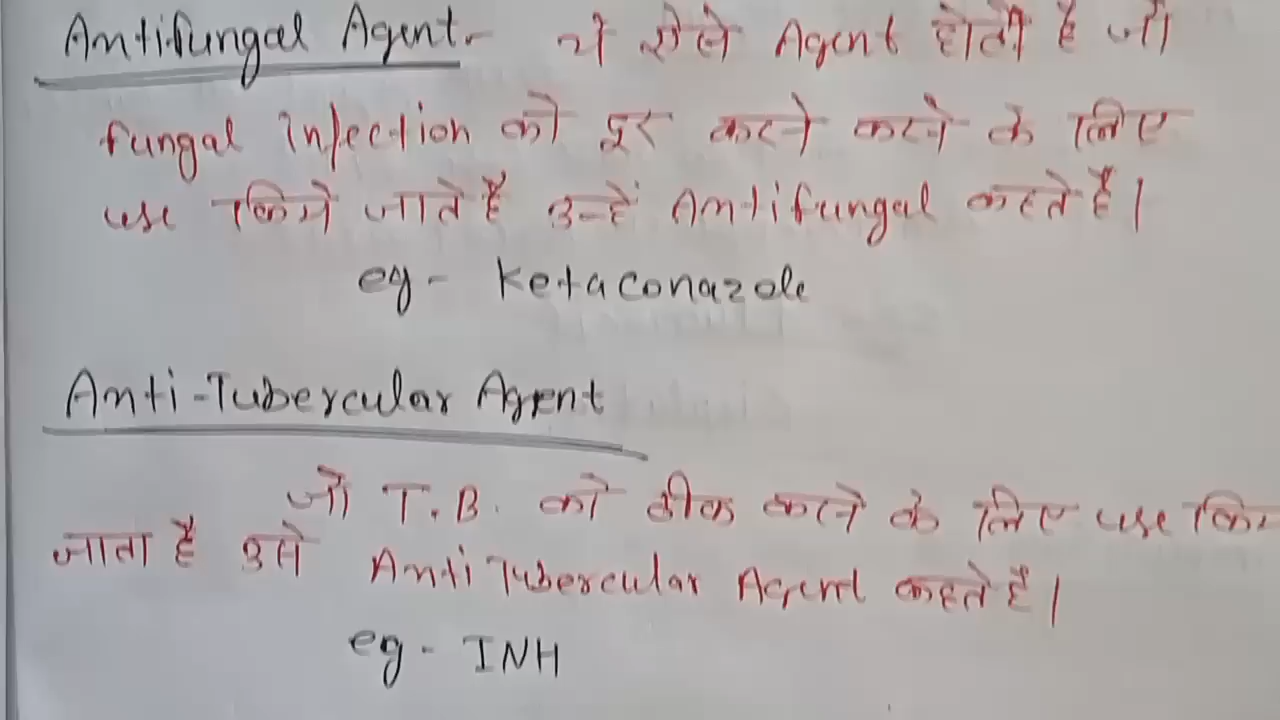 Antifungal Agent - ये ऐसे Agent होते है जो
fungal infection को दूर करने करने के लिए
use किये जाते है उन्हें Antifungal कहते है।
eg - Ketaconazole
Anti-Tubercular Agent
जो T.B. को ठीक करने के लिए use किया
जाता है उसे Anti Tubercular Agent कहते है।
eg - INH